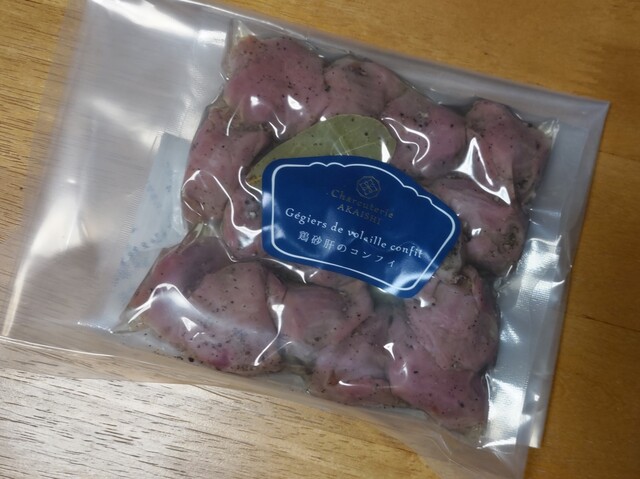 Charcuterie
AKAISHI
Gégiers de volaille confit
鶏砂肝のコンフィ